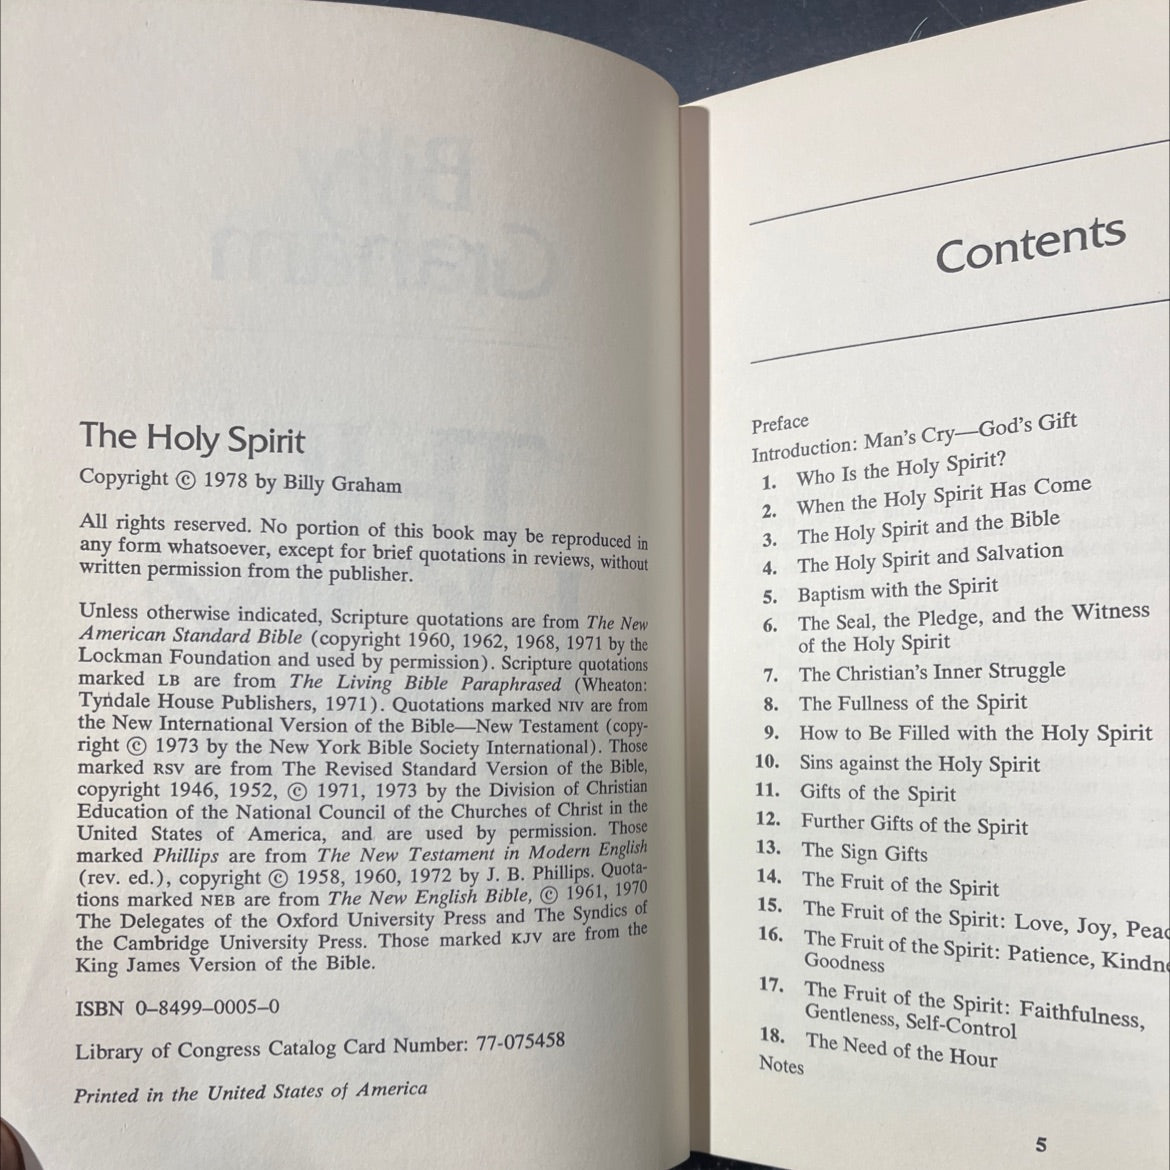 The Holy Spirit
Copyright © 1978 by Billy Graham
All rights reserved. No portion of this book may be reproduced in
any form whatsoever, except for brief quotations in reviews, without
written permission from the publisher.
Unless otherwise indicated, Scripture quotations are from The New
American Standard Bible (copyright 1960, 1962, 1968, 1971 by the
Lockman Foundation and used by permission). Scripture quotations
marked LB are from The Living Bible Paraphrased (Wheaton:
Tyndale House Publishers, 1971). Quotations marked NIV are from
the New International Version of the Bible—New Testament (copy-
right © 1973 by the New York Bible Society International). Those
marked RSV are from The Revised Standard Version of the Bible,
copyright 1946, 1952, © 1971, 1973 by the Division of Christian
Education of the National Council of the Churches of Christ in the
United States of America, and are used by permission. Those
marked Phillips are from The New Testament in Modern English
(rev. ed.), copyright © 1958, 1960, 1972 by J. B. Phillips. Quota-
tions marked NEB are from The New English Bible, © 1961, 1970
The Delegates of the Oxford University Press and The Syndics of
the Cambridge University Press. Those marked KJV are from the
King James Version of the Bible.
ISBN 0–8499–0005–0
Library of Congress Catalog Card Number: 77-075458
Printed in the United States of America
Contents
Preface
Introduction: Man's Cry—God's Gift
1. Who Is the Holy Spirit?
2. When the Holy Spirit Has Come
3. The Holy Spirit and the Bible
4. The Holy Spirit and Salvation
5. Baptism with the Spirit
6. The Seal, the Pledge, and the Witness
of the Holy Spirit
7. The Christian's Inner Struggle
8. The Fullness of the Spirit
9. How to Be Filled with the Holy Spirit
10. Sins against the Holy Spirit
11. Gifts of the Spirit
12. Further Gifts of the Spirit
13. The Sign Gifts
14. The Fruit of the Spirit
15. The Fruit of the Spirit: Love, Joy, Peac
16. The Fruit of the Spirit: Patience, Kindne
Goodness
17. The Fruit of the Spirit: Faithfulness,
Gentleness, Self-Control
18. The Need of the Hour
Notes
5